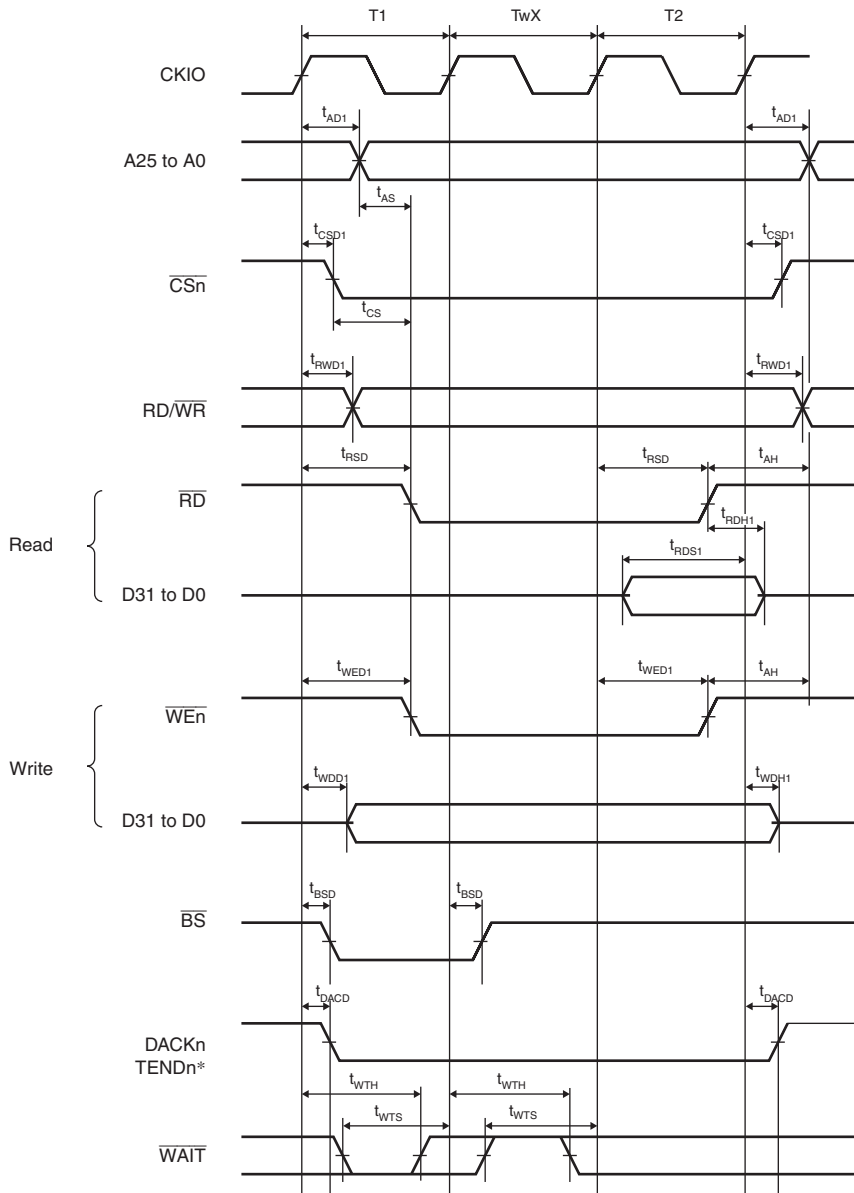 T1 TwX T2
CKIO
tAD1 tAD1
A25 to A0
tAS
tCSD1 tCSD1
CSn
tCS
tRWD1 tRWD1
RD/WR
tRSD tRSD tAH
RD
tRDH1
Read
tRDS1
D31 to D0
tWED1 tWED1 tAH
WEn
Write
tWDD1 tWDH1
D31 to D0
tBSD tBSD
BS
tDACD tDACD
DACKn
TENDn*
tWTH tWTH
tWTS tWTS
WAIT